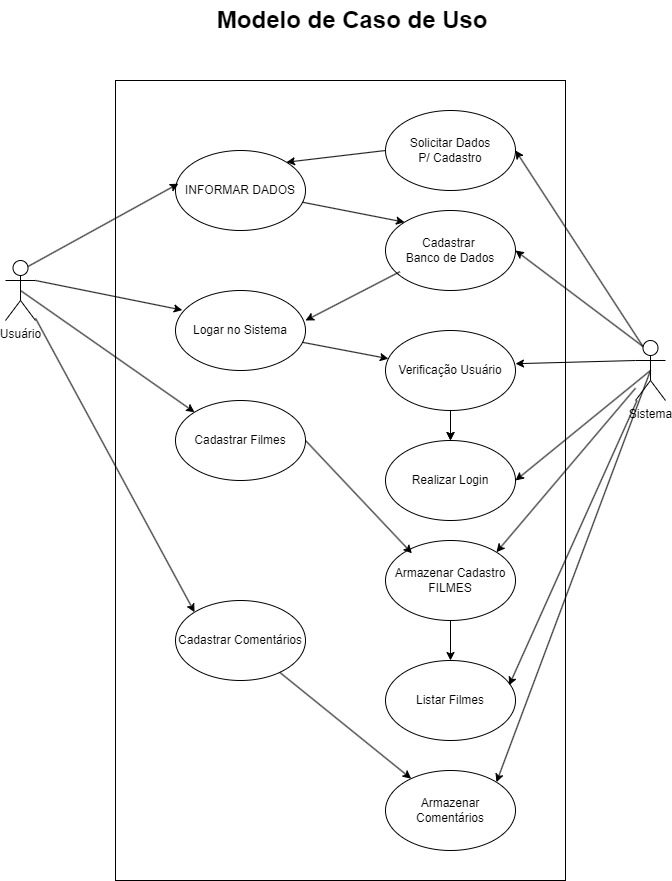 Modelo de Caso de Uso
Solicitar Dados
P/ Cadastro
INFORMAR DADOS
Cadastrar
Banco de Dados
Usuário
Logar no Sistema
Verificação Usuário
Sistema
Cadastrar Filmes
Realizar Login
Armazenar Cadastro
FILMES
Cadastrar Comentários
Listar Filmes
Armazenar
Comentários